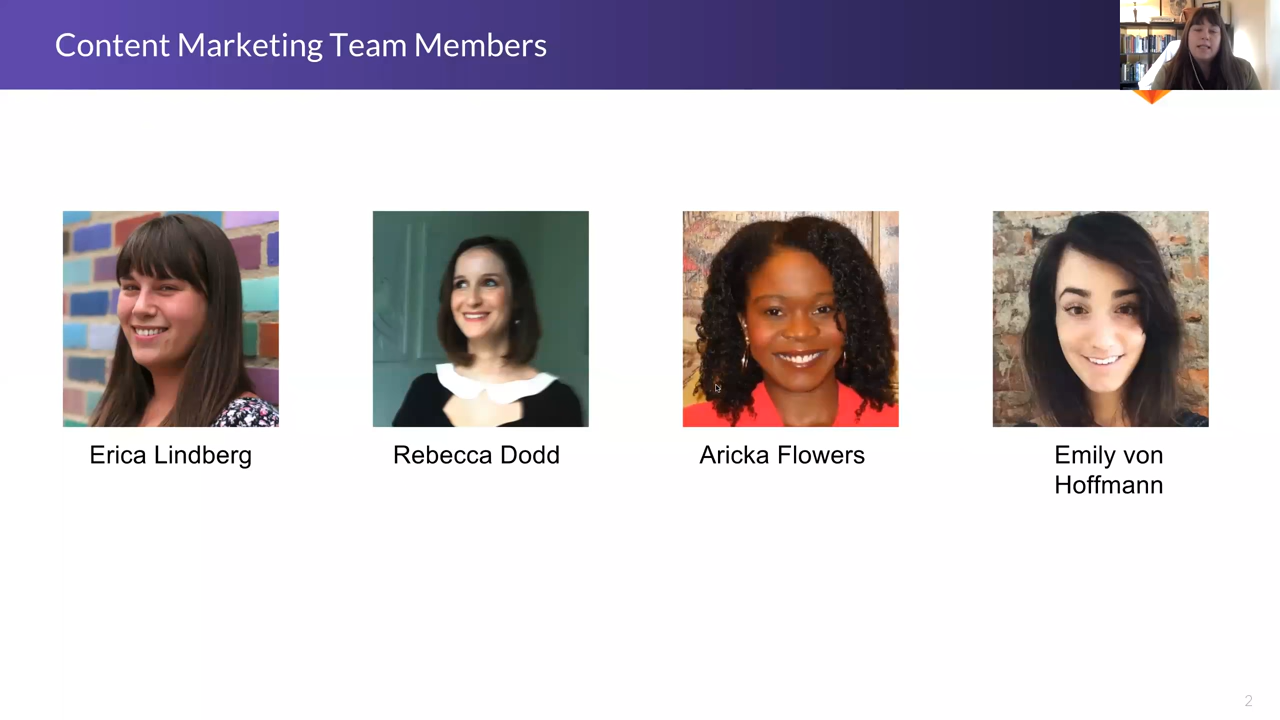 Content Marketing Team Members
Erica Lindberg
Rebecca Dodd
Aricka Flowers
Emily von
Hoffmann
2